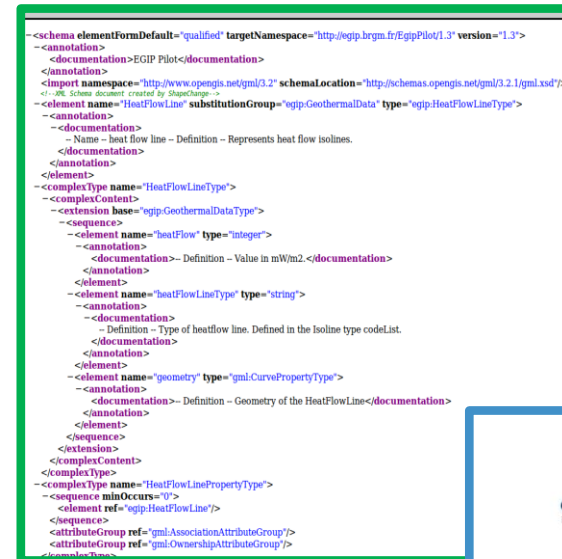 −<schema elementFormDefault="qualified" targetNamespace="http://egip.brgm.fr/EgipPilot/1.3" version="1.3">
−<annotation>
<documentation>EGIP Pilot</documentation>
</annotation>
<import namespace="http://www.opengis.net/gml/3.2" schemaLocation="http://schemas.opengis.net/gml/3.2.1/gml.xsd"/
<!--XML Schema document created by ShapeChange-->
−<element name="HeatFlowLine" substitutionGroup="egip:GeothermalData" type="egip:HeatFlowLineType">
−<annotation>
−<documentation>
-- Name -- heat flow line -- Definition -- Represents heat flow isolines.
</documentation>
</annotation>
</element>
−<complexType name="HeatFlowLineType">
−<complexContent>
−<extension base="egip:GeothermalDataType">
−<sequence>
−<element name="heatFlow" type="integer">
−<annotation>
<documentation>-- Definition -- Value in mW/m2.</documentation>
</annotation>
</element>
−<element name="heatFlowLineType" type="string">
−<annotation>
−<documentation>
-- Definition -- Type of heatflow line. Defined in the Isoline type codeList.
</documentation>
</annotation>
</element>
−<element name="geometry" type="gml:CurvePropertyType">
−<annotation>
<documentation>-- Definition -- Geometry of the HeatFlowLine</documentation>
</annotation>
</element>
</sequence>
</extension>
</complexContent>
</complexType>
−<complexType name="HeatFlowLinePropertyType">
−<sequence minOccurs="0">
<element ref="egip:HeatFlowLine"/>
</sequence>
<attributeGroup ref="gml:AssociationAttributeGroup"/>
<attributeGroup ref="gml:OwnershipAttributeGroup"/>
</complexType>